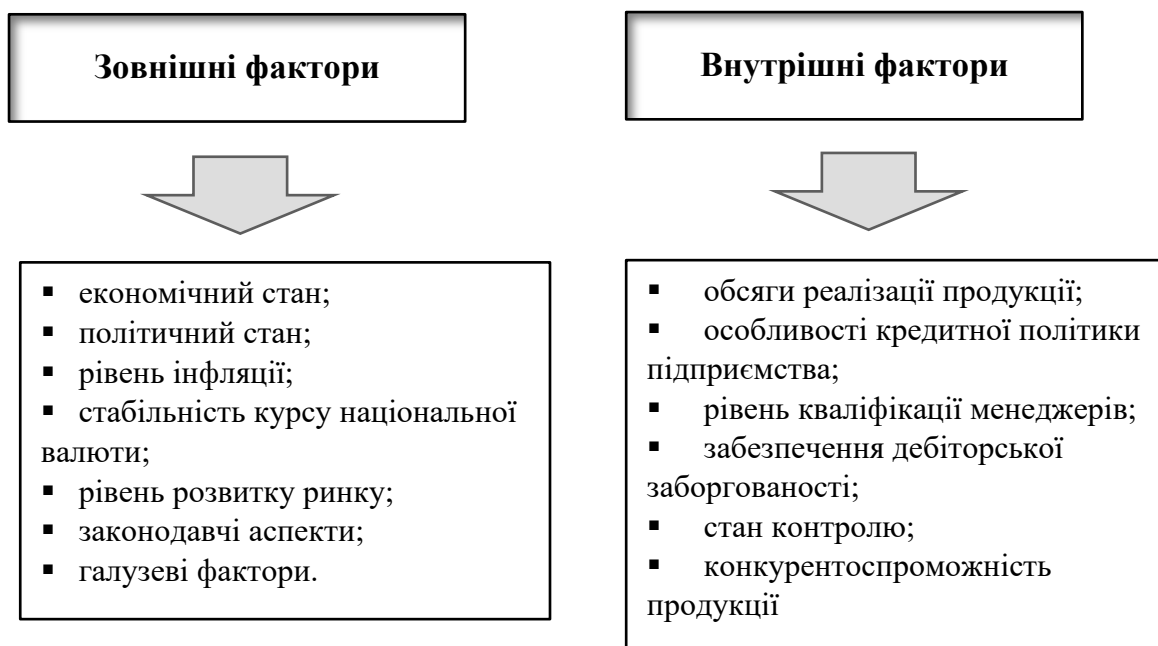 Зовнішні фактори
▪ економічний стан;
▪ політичний стан;
▪ рівень інфляції;
▪ стабільність курсу національної
валюти;
▪ рівень розвитку ринку;
▪ законодавчі аспекти;
▪ галузеві фактори.
Внутрішні фактори
▪ обсяги реалізації продукції;
▪ особливості кредитної політики
підприємства;
▪ рівень кваліфікації менеджерів;
▪ забезпечення дебіторської
заборгованості;
▪ стан контролю;
▪ конкурентоспроможність
продукції